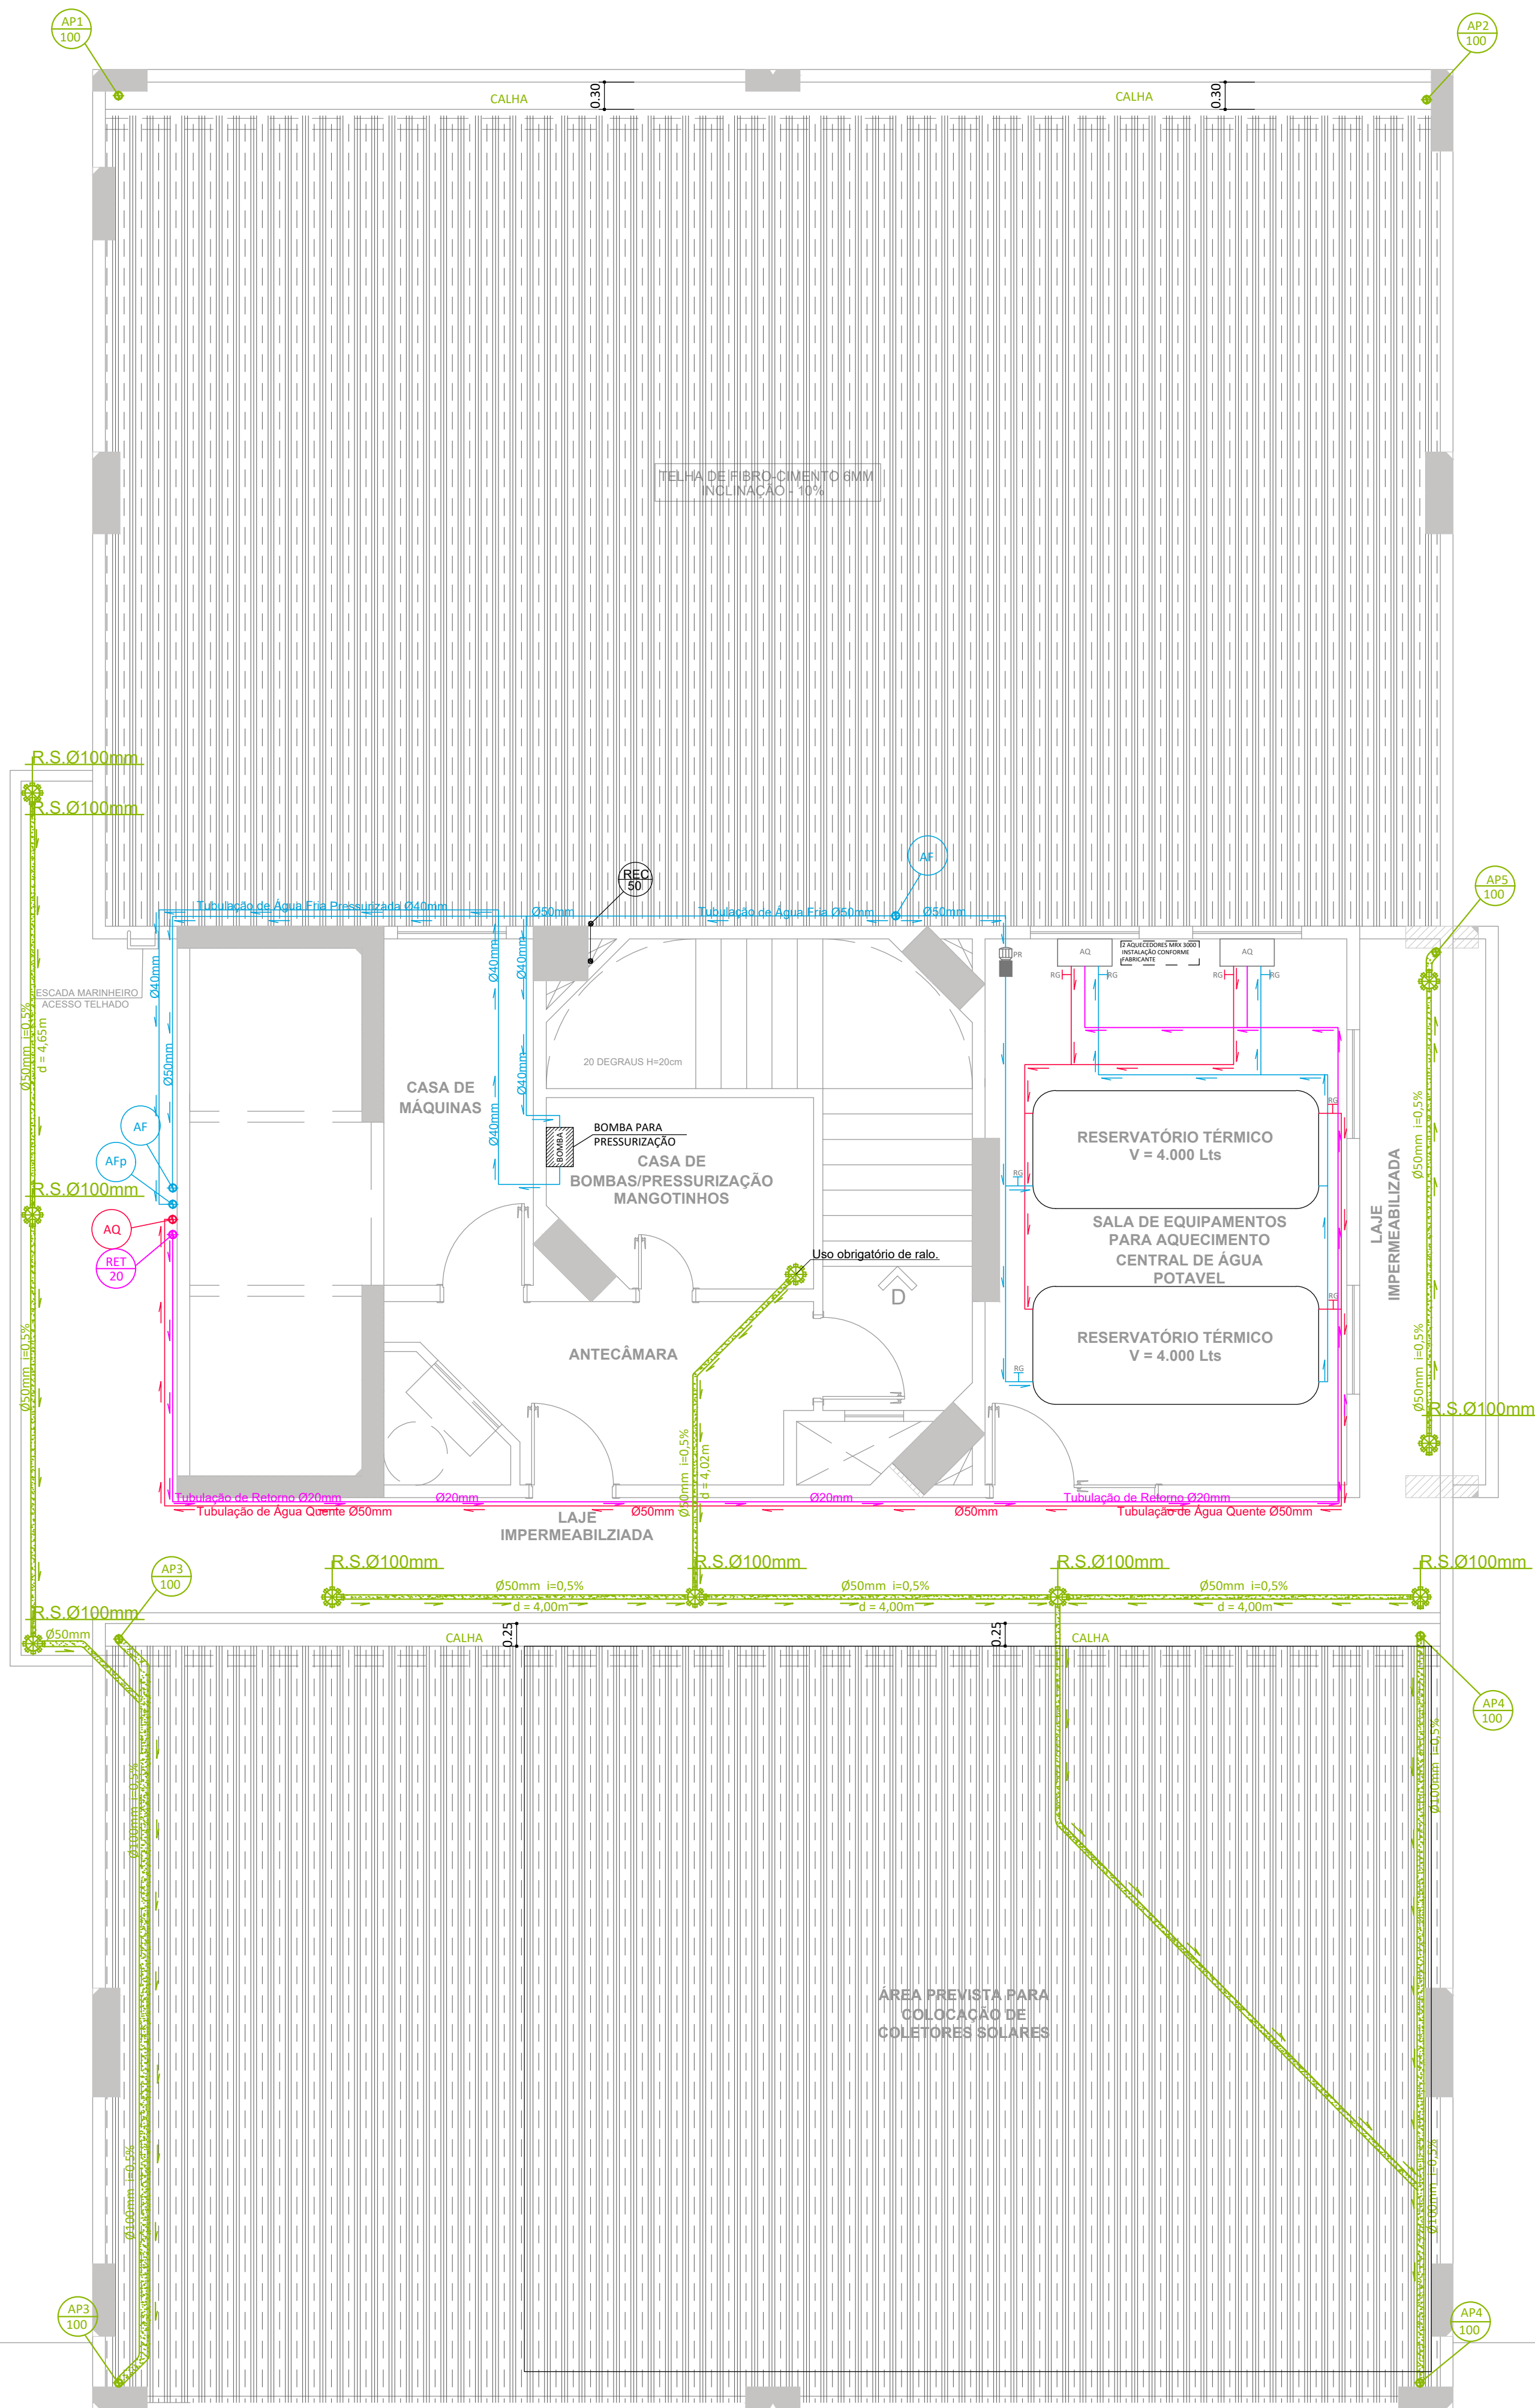 AP1
100
AP2
100
CALHA
0.30
CALHA
0.30
TELHA DE FIBRO-CIMENTO 6MM
INCLINAÇÃO - 10%
R.S.Ø100mm
R.S.Ø100mm
AF
REC
50
AP5
100
Tubulação de Água Fria Pressurizada Ø40mm
Ø50mm
Tubulação de Água Fria Ø50mm
Ø50mm
PR
AQ
2 AQUECEDORES MRX 3000
INSTALAÇÃO CONFORME
FABRICANTE
AQ
RG
RG
RG
RG
ESCADA MARINHEIRO
ACESSO TELHADO
Ø50mm i=0,5%
d = 4,65m
Ø40mm
Ø50mm
Ø40mm
Ø40mm
Ø40mm
Ø40mm
20 DEGRAUS H=20cm
CASA DE
MÁQUINAS
BOMBA
BOMBA PARA
PRESSURIZAÇÃO
CASA DE
BOMBAS/PRESSURIZAÇÃO
MANGOTINHOS
RG
RESERVATÓRIO TÉRMICO
V = 4.000 Lts
RG
Ø50mm i=0,5%
AF
AFp
R.S.Ø100mm
AQ
RET
20
SALA DE EQUIPAMENTOS
PARA AQUECIMENTO
CENTRAL DE ÁGUA
POTAVEL
LAJE
IMPERMEABILIZADA
Uso obrigatório de ralo.
D
RG
RESERVATÓRIO TÉRMICO
V = 4.000 Lts
RG
ANTECÂMARA
Ø50mm i=0,5%
Ø50mm i=0,5%
R.S.Ø100mm
Ø50mm i=0,5%
d = 4,02m
Tubulação de Retorno Ø20mm
Ø20mm
Ø20mm
Tubulação de Retorno Ø20mm
Tubulação de Água Quente Ø50mm
Ø50mm
Ø50mm
Tubulação de Água Quente Ø50mm
LAJE
IMPERMEABILZIADA
AP3
100
R.S.Ø100mm
R.S.Ø100mm
R.S.Ø100mm
R.S.Ø100mm
Ø50mm i=0,5%
d = 4,00m
Ø50mm i=0,5%
d = 4,00m
Ø50mm i=0,5%
d = 4,00m
R.S.Ø100mm
Ø50mm
CALHA
0.25
0.25
CALHA
AP4
100
Ø100mm i=0,5%
Ø100mm i=0,5%
ÁREA PREVISTA PARA
COLOCAÇÃO DE
COLETORES SOLARES
Ø100mm i=0,5%
Ø100mm i=0,5%
AP3
100
AP4
100